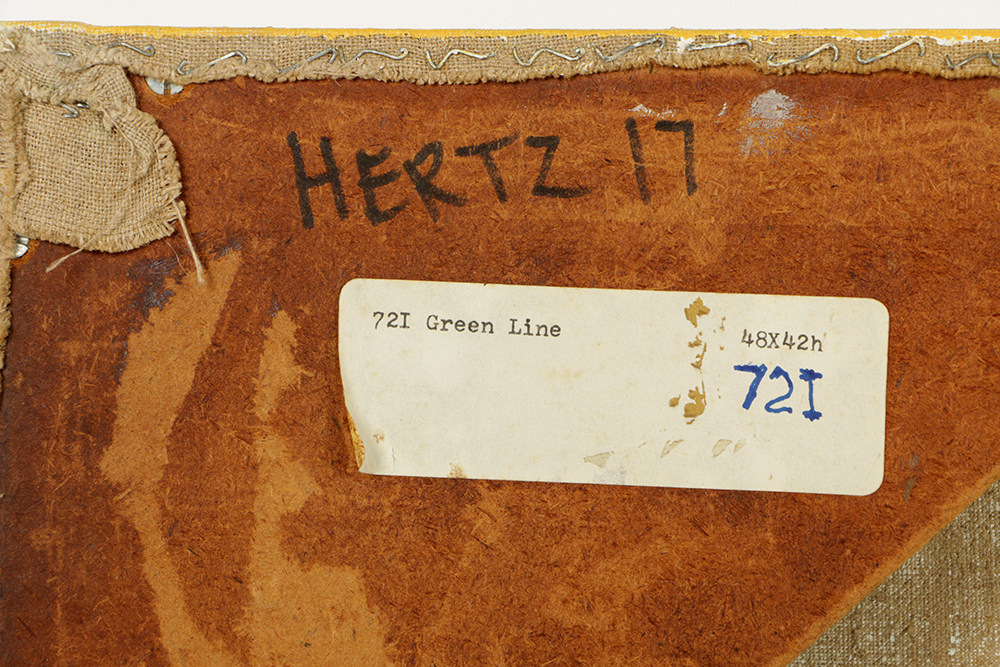 HERTZ 17
72I Green Line
48X42h
72I